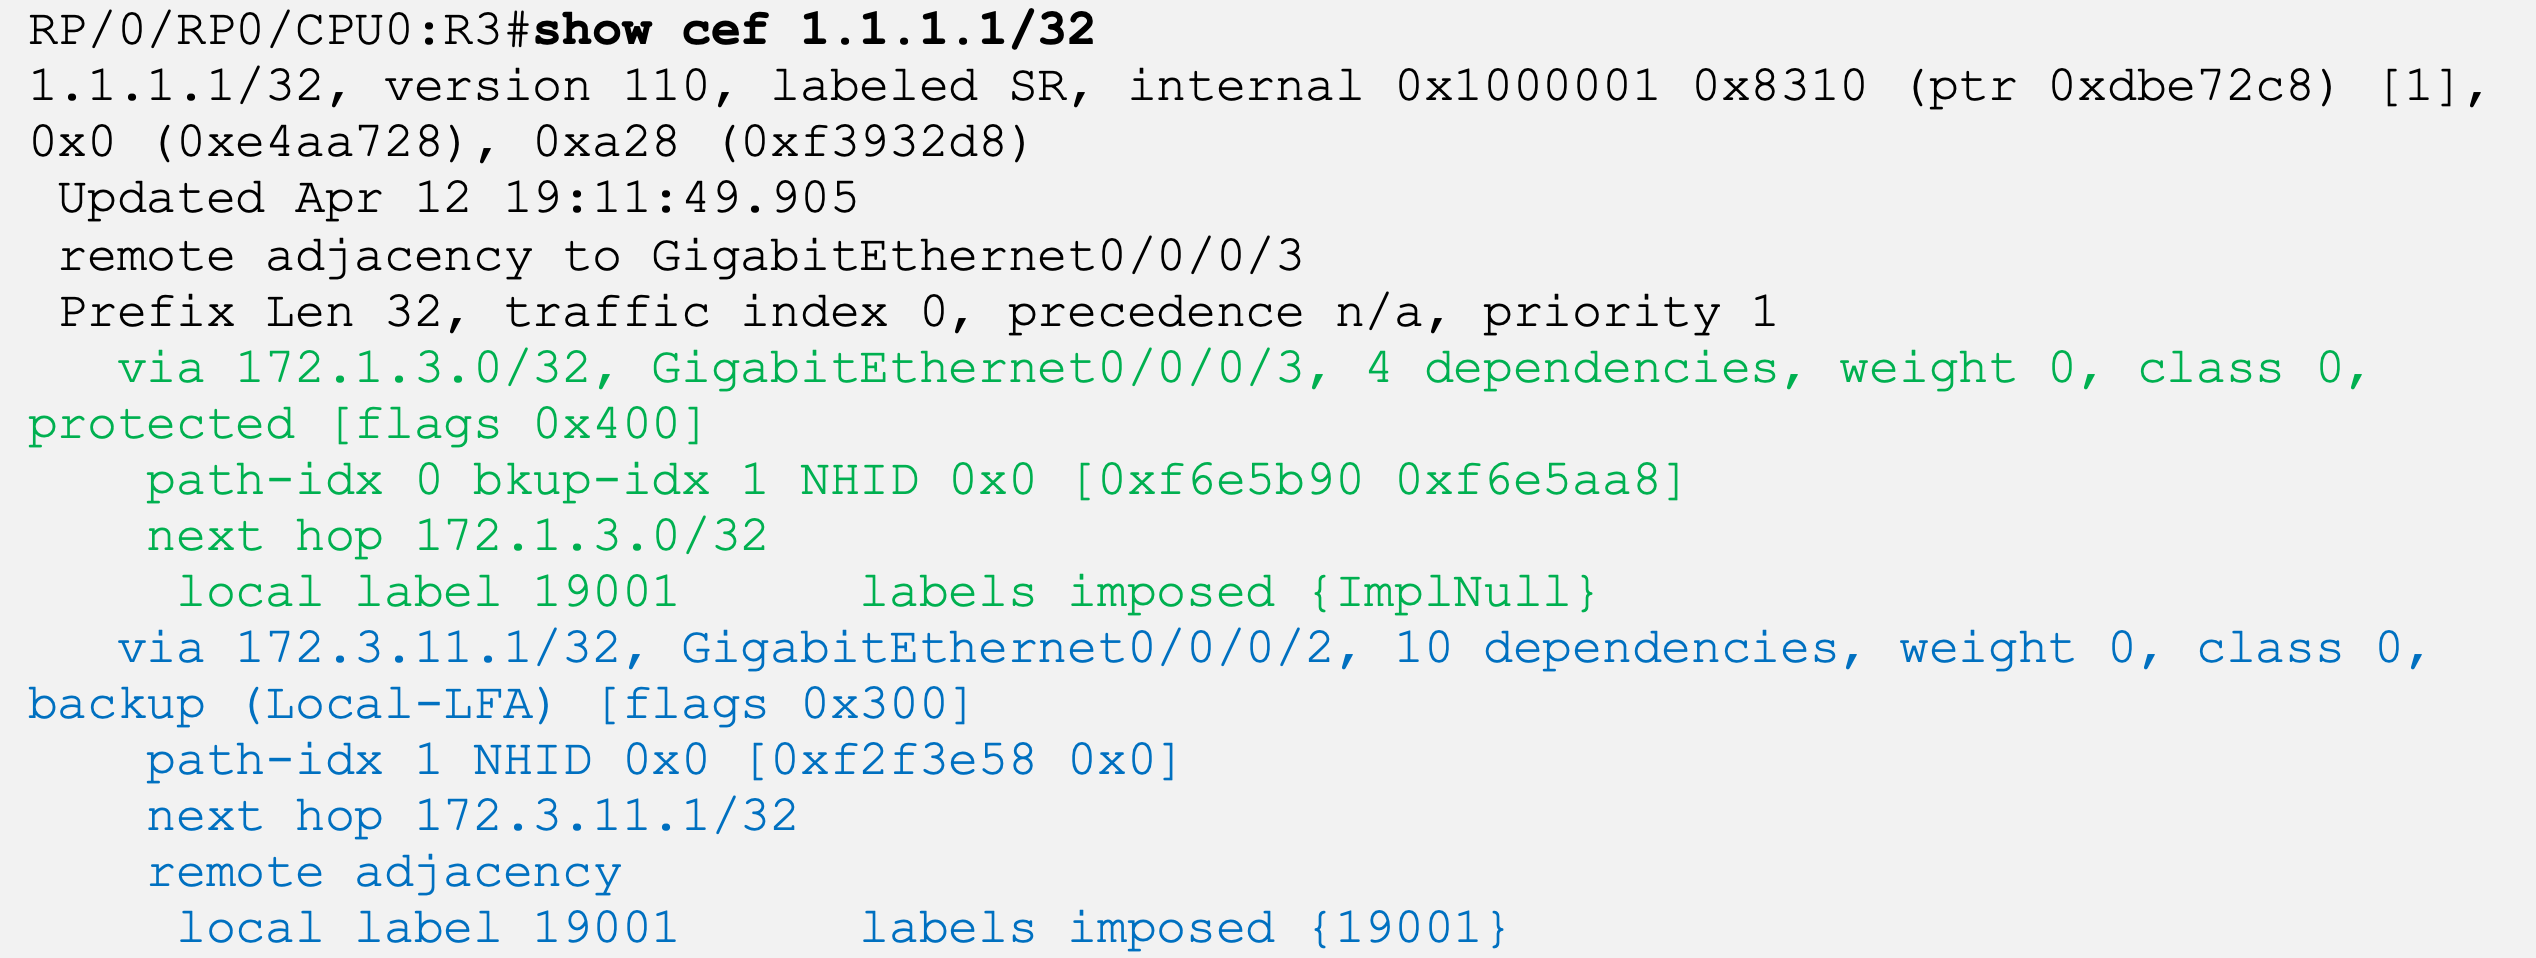 RP/0/RP0/CPU0:R3#show cef 1.1.1.1/32
1.1.1.1/32, version 110, labeled SR, internal 0x1000001 0x8310 (ptr 0xdbe72c8) [1],
0x0 (0xe4aa728), 0xa28 (0xf3932d8)
Updated Apr 12 19:11:49.905
remote adjacency to GigabitEthernet0/0/0/3
Prefix Len 32, traffic index 0, precedence n/a, priority 1
via 172.1.3.0/32, GigabitEthernet0/0/0/3, 4 dependencies, weight 0, class 0,
protected [flags 0x400]
path-idx 0 bkup-idx 1 NHID 0x0 [0xf6e5b90 0xf6e5aa8]
next hop 172.1.3.0/32
local label 19001      labels imposed {ImplNull}
via 172.3.11.1/32, GigabitEthernet0/0/0/2, 10 dependencies, weight 0, class 0,
backup (Local-LFA) [flags 0x300]
path-idx 1 NHID 0x0 [0xf2f3e58 0x0]
next hop 172.3.11.1/32
remote adjacency
local label 19001      labels imposed {19001}